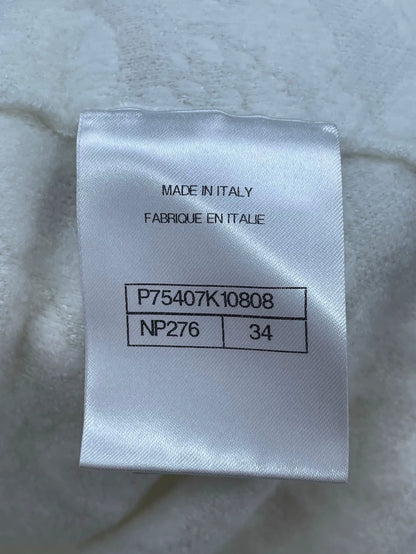 MADE IN ITALY
FABRIQUE EN ITALIE
P75407K10808
NP276 34